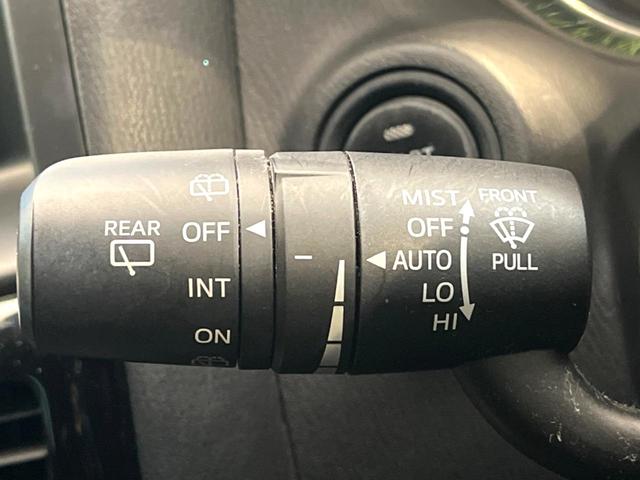 REAR
OFF
INT
ON
MIST
OFF
AUTO
LO
HI
FRONT
PULL